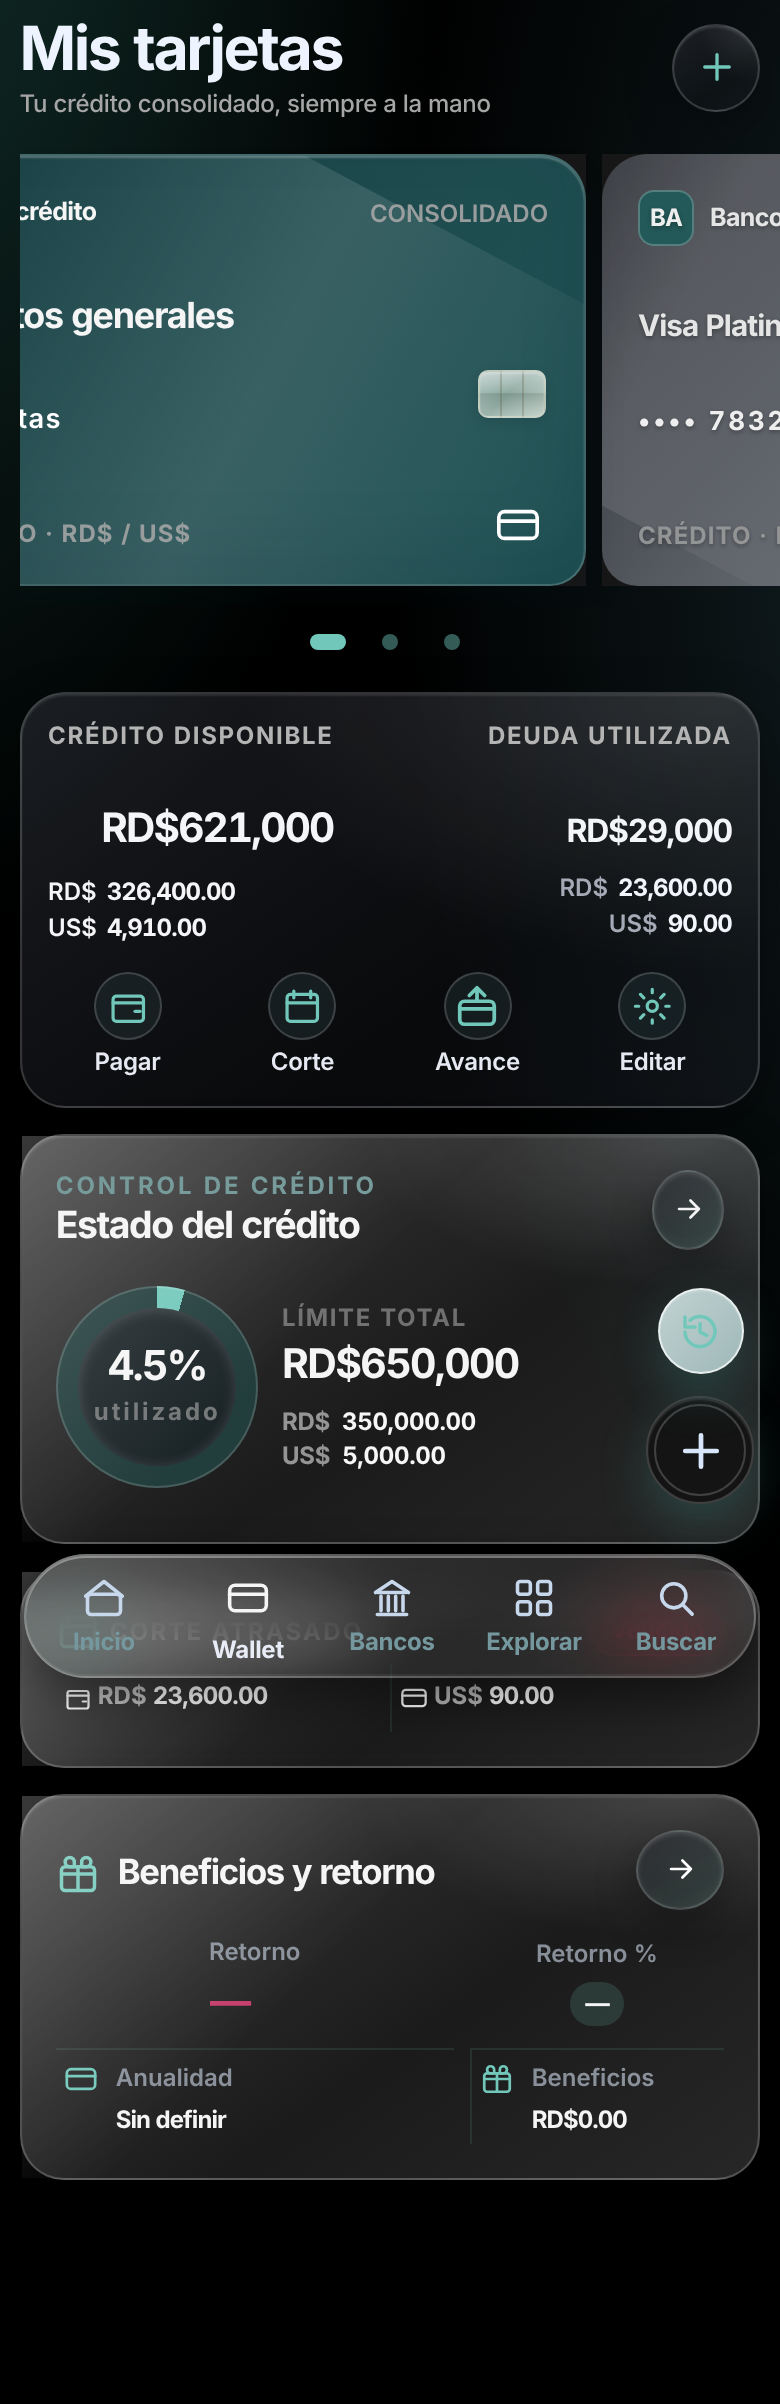 Mis tarjetas
Tu crédito consolidado, siempre a la mano
crédito
CONSOLIDADO
tos generales
tas
O · RD$ / US$
BA
Banco
Visa Platin
•••• 7832
CRÉDITO ·
CRÉDITO DISPONIBLE
DEUDA UTILIZADA
RD$621,000
RD$29,000
RD$ 326,400.00
RD$ 23,600.00
US$ 4,910.00
US$ 90.00
Pagar
Corte
Avance
Editar
CONTROL DE CRÉDITO
Estado del crédito
4.5%
utilizado
LÍMITE TOTAL
RD$650,000
RD$ 350,000.00
US$ 5,000.00
CORTE ATRASADO
Inicio
Wallet
Bancos
Explorar
Buscar
RD$ 23,600.00
US$ 90.00
Beneficios y retorno
Retorno
Retorno %
—
—
Anualidad
Beneficios
Sin definir
RD$0.00